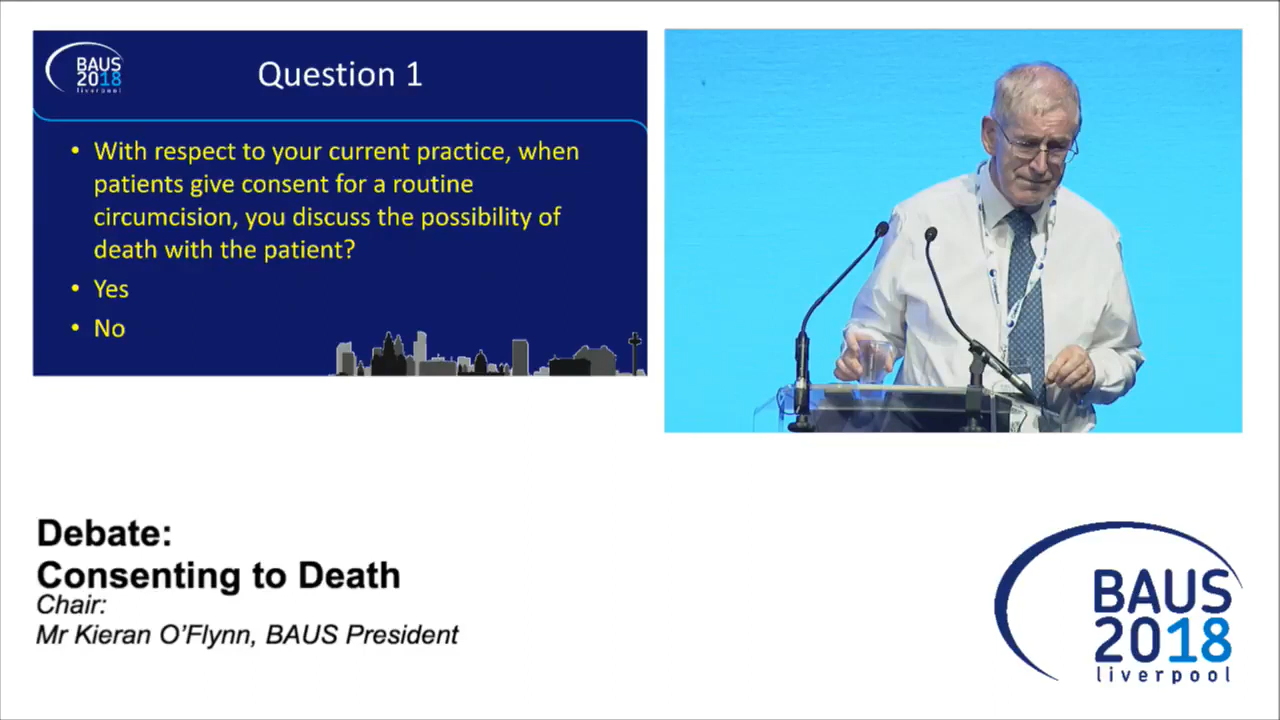 BAUS
2018
liverpool
Question 1
• With respect to your current practice, when
patients give consent for a routine
circumcision, you discuss the possibility of
death with the patient?
• Yes
• No
Debate:
Consenting to Death
Chair:
Mr Kieran O'Flynn, BAUS President
BAUS
2018
liverpool